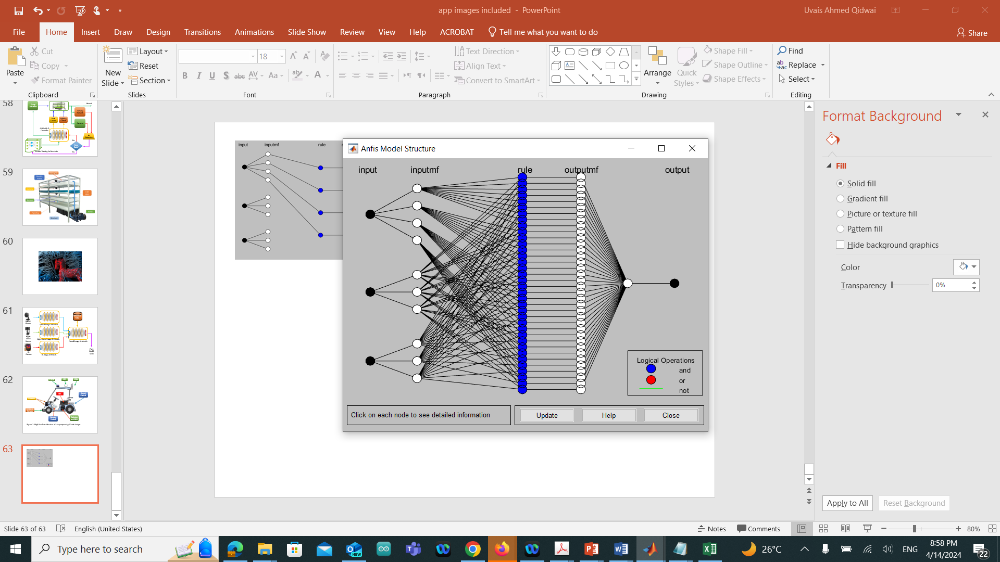 app images included - PowerPoint
Uvais Ahmed Qidwai
File
Home
Insert
Draw
Design
Transitions
Animations
Slide Show
Review
View
Help
ACROBAT
Tell me what you want to do
Share
Paste
Cut
Copy
Format Painter
Clipboard
New
Slide
Layout
Reset
Section
Slides
18
Font
Text Direction
Align Text
Convert to SmartArt
Paragraph
Arrange
Quick
Styles
Shape Fill
Shape Outline
Shape Effects
Drawing
Find
Replace
Select
Editing
58
59
60
61
62
63
input
inputmf
rule
Anfis Model Structure
input
inputmf
rule
outputmf
output
Logical Operations
and
or
not
Click on each node to see detailed information
Update
Help
Close
Format Background
Fill
Solid fill
Gradient fill
Picture or texture fill
Pattern fill
Hide background graphics
Color
Transparency
0%
Apply to All
Reset Background
Slide 63 of 63
English (United States)
Notes
Comments
80%
Type here to search
NEW
26°C
ENG
8:58 PM
4/14/2024
22